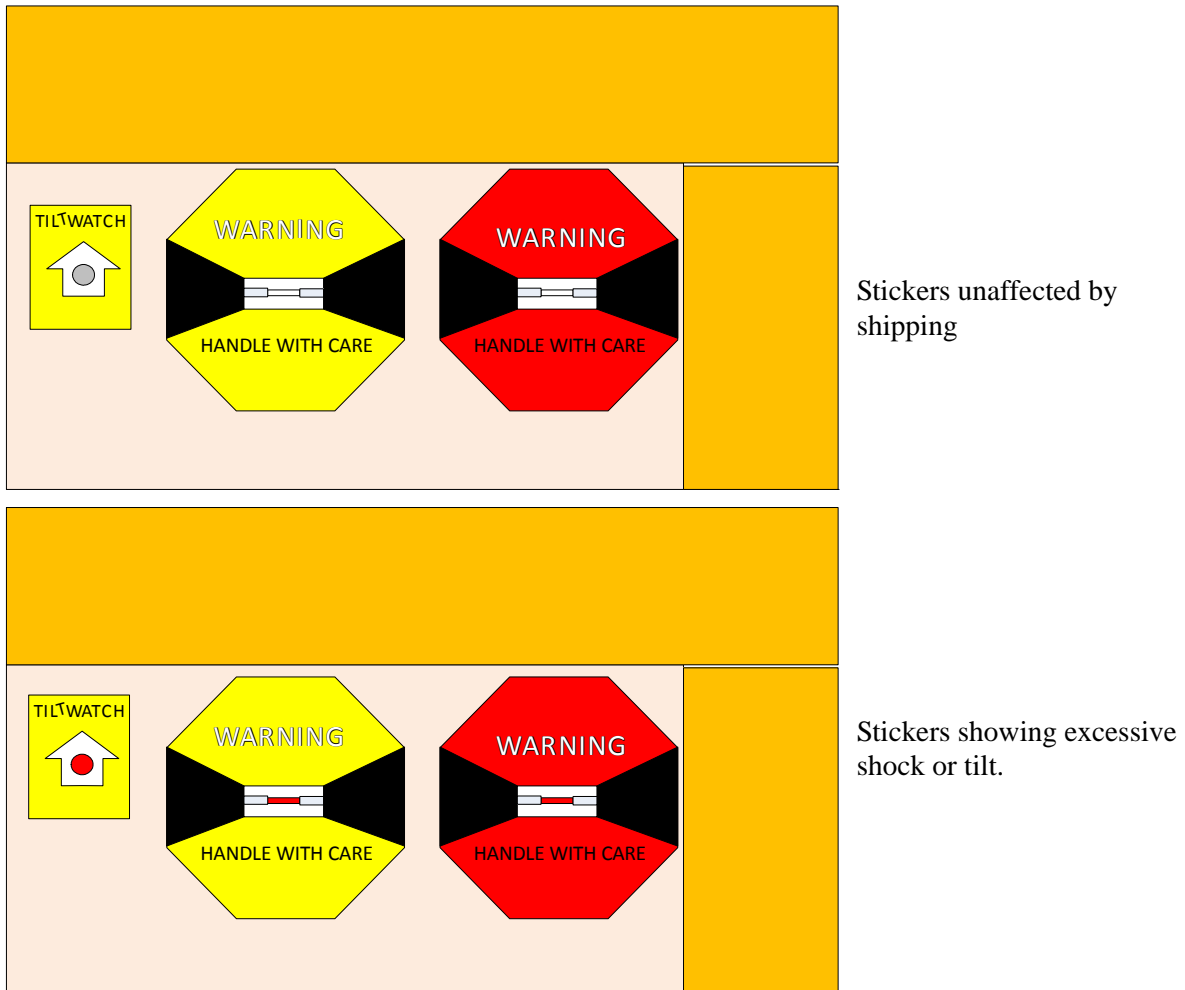 TILTWATCH
WARNING
WARNING
HANDLE WITH CARE
HANDLE WITH CARE
Stickers unaffected by
shipping
TILTWATCH
WARNING
WARNING
HANDLE WITH CARE
HANDLE WITH CARE
Stickers showing excessive
shock or tilt.